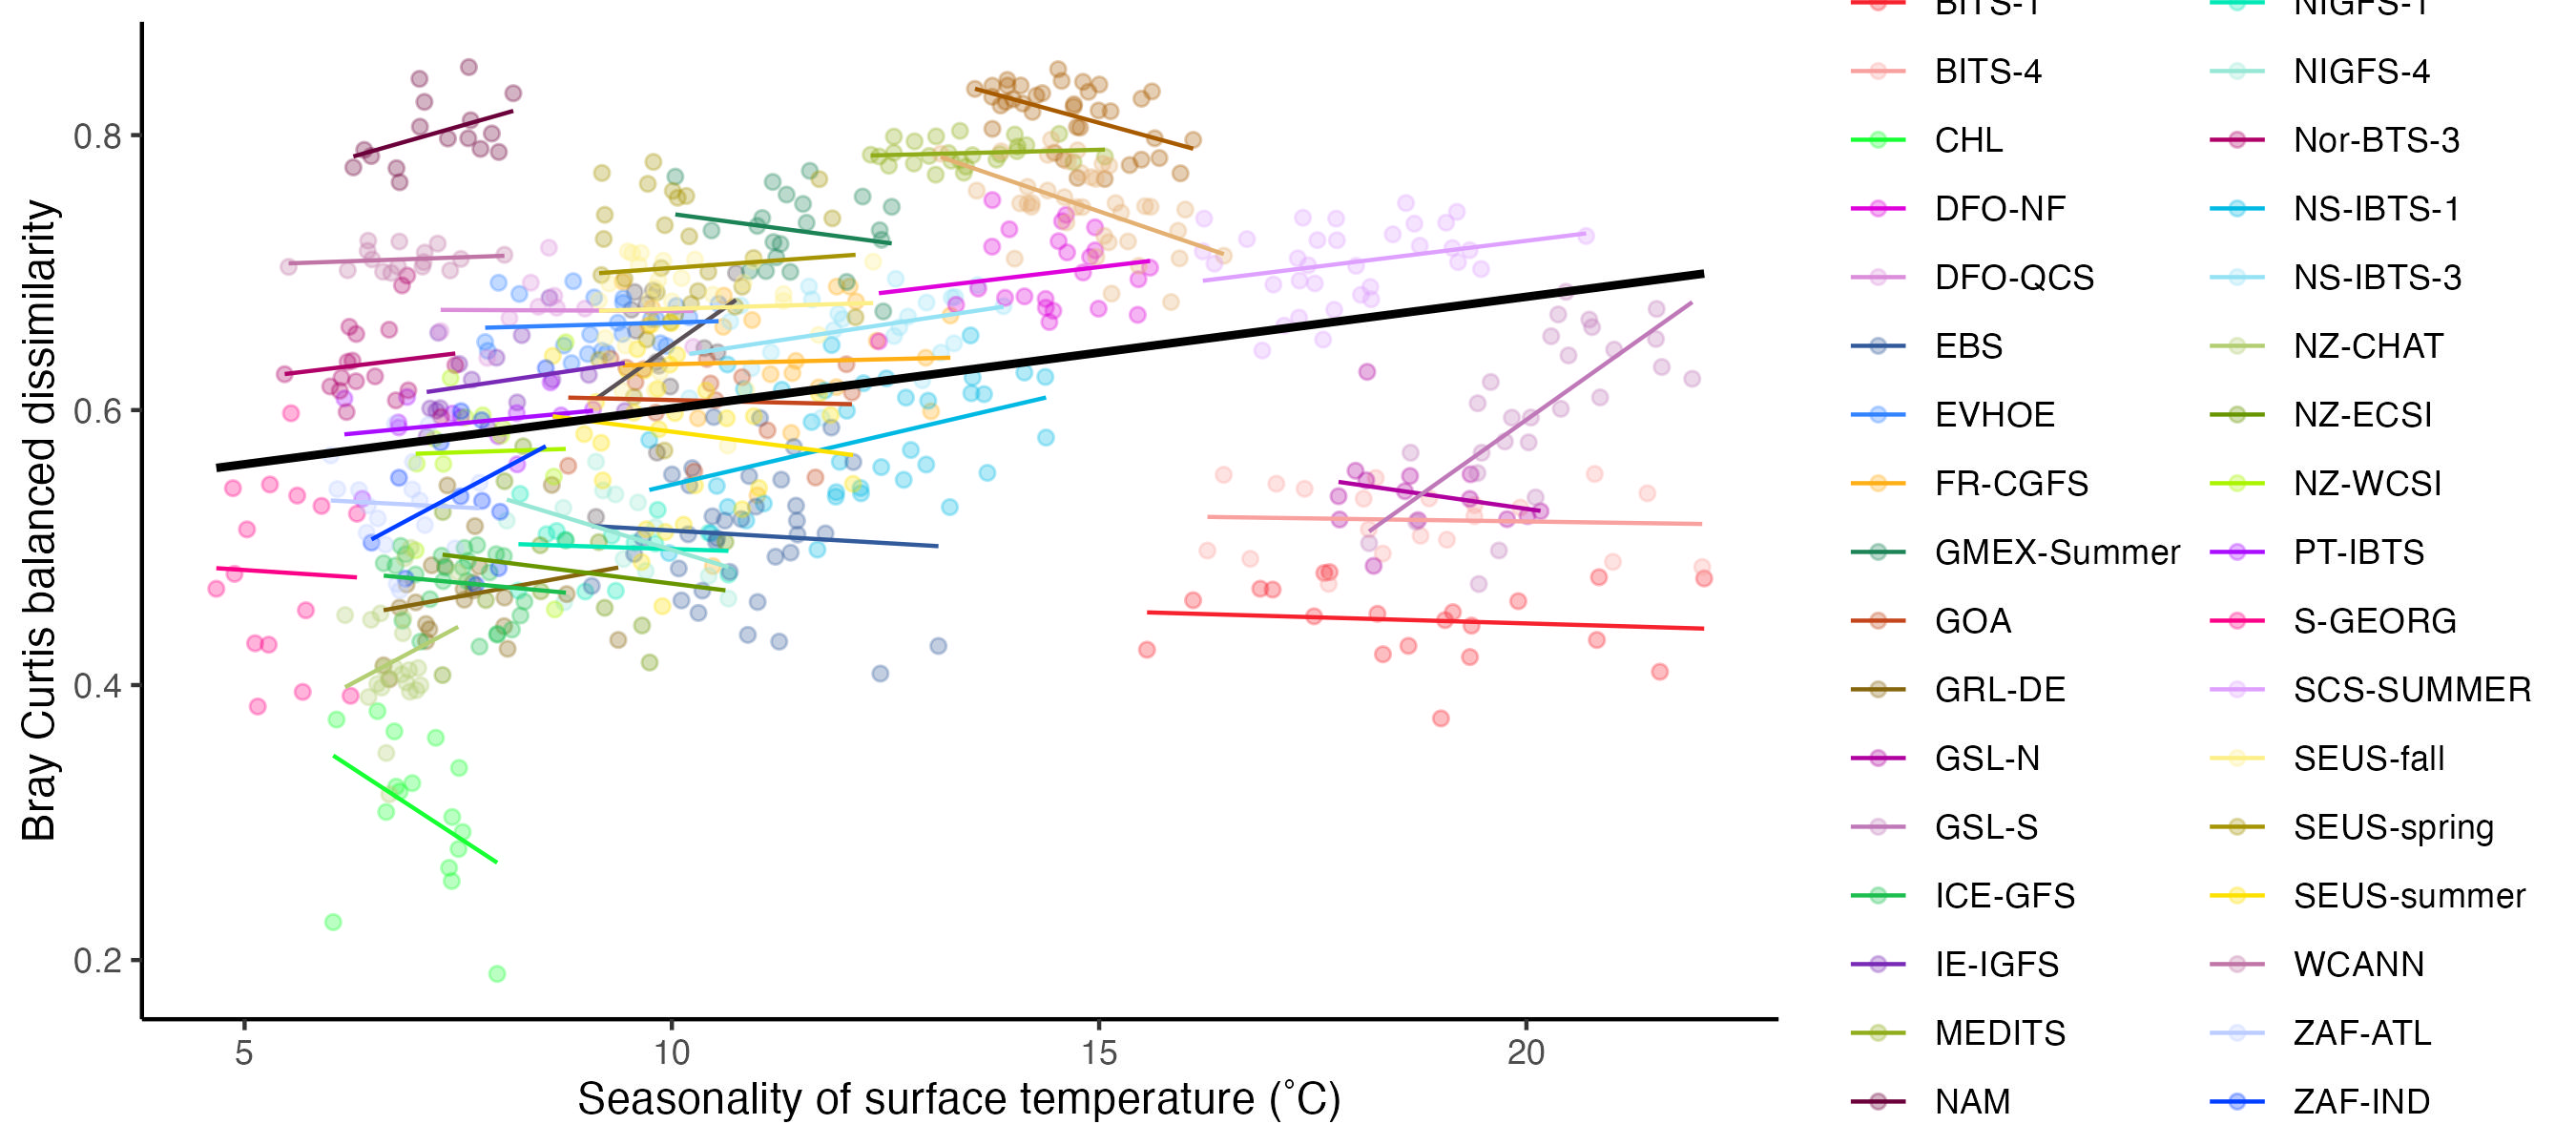 BITS-1 NIGFS-1
BITS-4 NIGFS-4
0.8
CHL Nor-BTS-3
DFO-NF NS-IBTS-1
DFO-QCS NS-IBTS-3
EBS NZ-CHAT
0.6
EVHOE NZ-ECSI
FR-CGFS NZ-WCSI
GMEX-Summer PT-IBTS
GOA S-GEORG
0.4
GRL-DE SCS-SUMMER
GSL-N SEUS-fall
GSL-S SEUS-spring
ICE-GFS SEUS-summer
0.2
IE-IGFS WCANN
MEDITS ZAF-ATL
NAM ZAF-IND
Bray Curtis balanced dissimilarity
5 10 15 20
Seasonality of surface temperature (˚C)